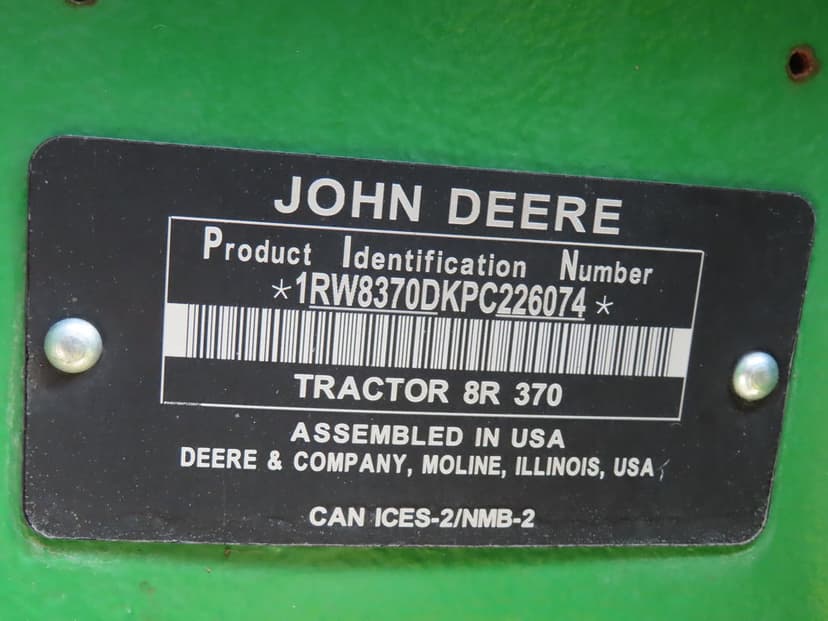 JOHN DEERE
Product Identification Number
*1RW8370DKPC226074*
TRACTOR 8R 370
ASSEMBLED IN USA
DEERE & COMPANY, MOLINE, ILLINOIS, USA
CAN ICES-2/NMB-2